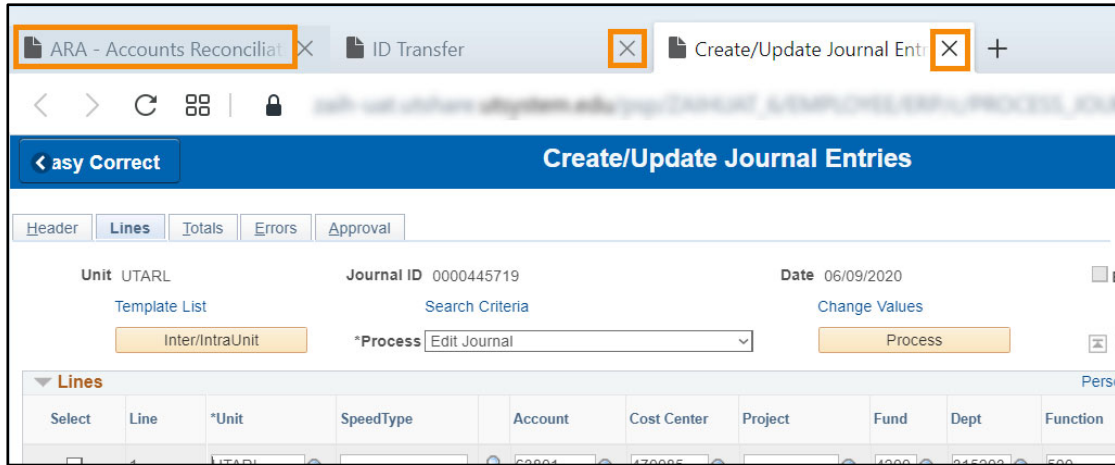 ARA - Accounts Reconciliat
ID Transfer
Create/Update Journal Entr
asy Correct
Create/Update Journal Entries
Header Lines Totals Errors Approval
Unit UTARL Journal ID 0000445719 Date 06/09/2020
Template List Search Criteria Change Values
Inter/IntraUnit *Process Edit Journal Process
Lines Pers
Select Line *Unit SpeedType Account Cost Center Project Fund Dept Function